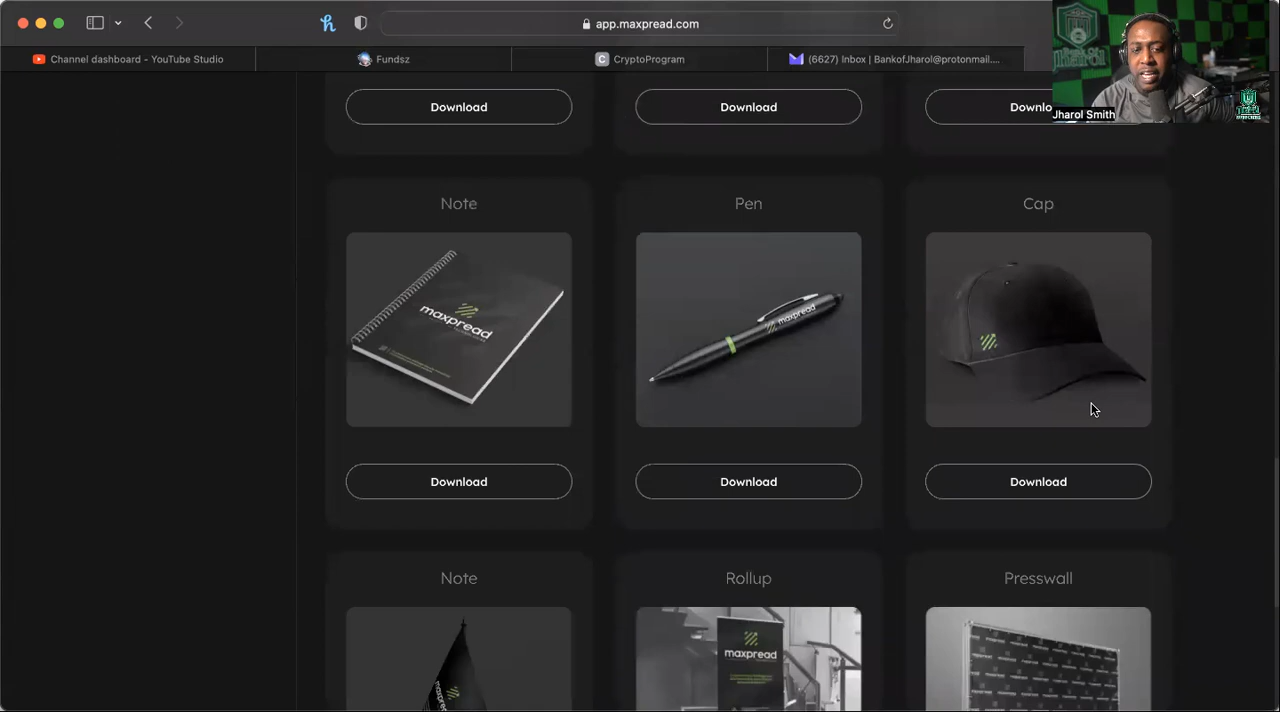 app.maxpread.com
Channel dashboard - YouTube Studio
Fundsz
C CryptoProgram
(6627) Inbox | BankofJharol@protonmail....
Jharol Smith
Download
Download
Downlo
Note
Pen
Cap
maxpread
maxpread
Download
Download
Download
Note
Rollup
Presswall
maxpread